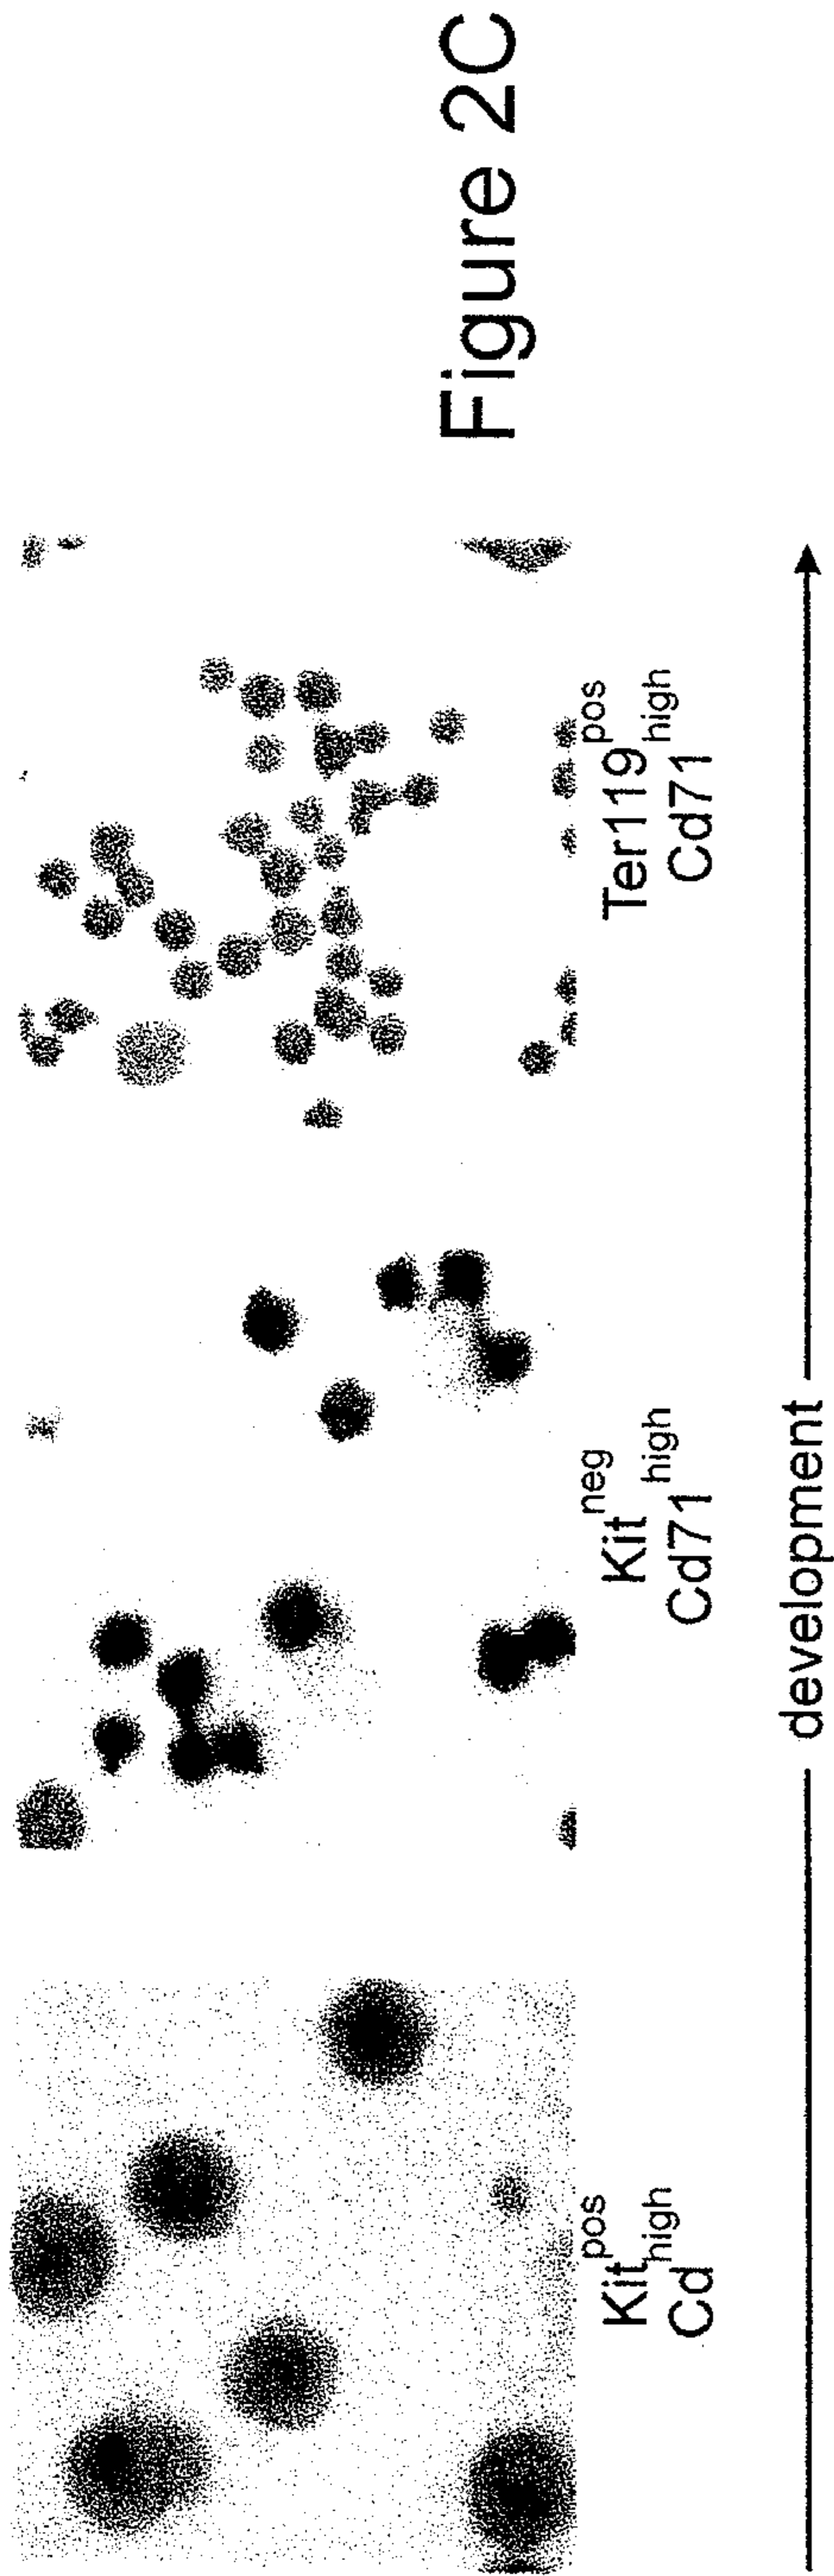 Kit^pos
Cd^high
Kit^neg
Cd71^high
Ter119^pos
Cd71^high
development
Figure 2C